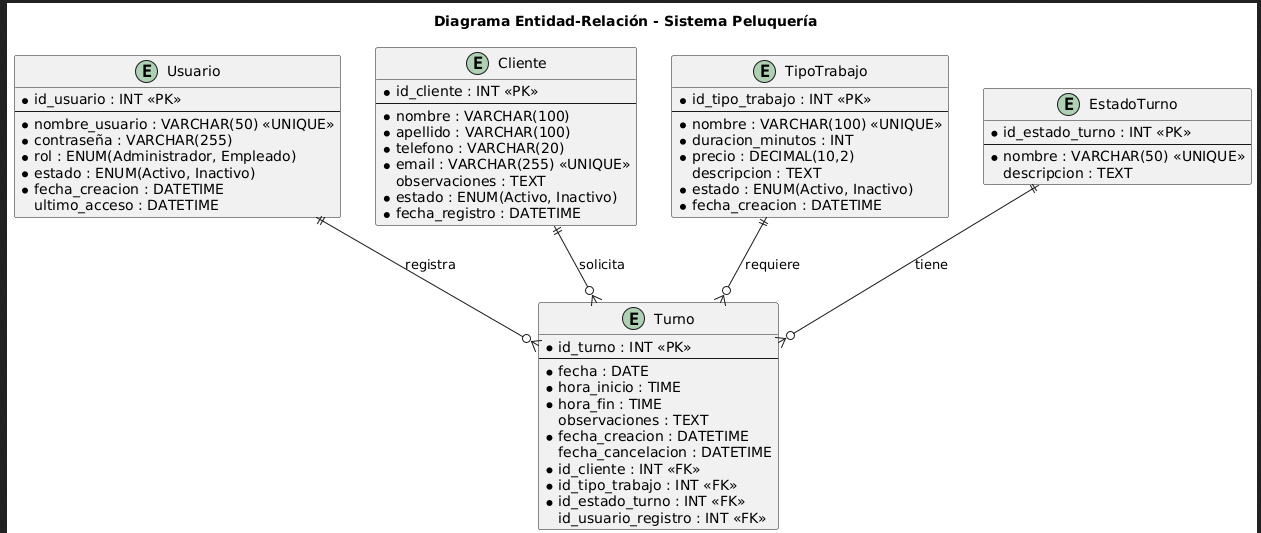 Diagrama Entidad-Relación - Sistema Peluquería
E Usuario
id_usuario : INT «PK»
nombre_usuario : VARCHAR(50) «UNIQUE»
contraseña : VARCHAR(255)
rol : ENUM(Administrador, Empleado)
estado : ENUM(Activo, Inactivo)
fecha_creacion : DATETIME
ultimo_acceso : DATETIME
E Cliente
id_cliente : INT «PK»
nombre : VARCHAR(100)
apellido : VARCHAR(100)
telefono : VARCHAR(20)
email : VARCHAR(255) «UNIQUE»
observaciones : TEXT
estado : ENUM(Activo, Inactivo)
fecha_registro : DATETIME
E TipoTrabajo
id_tipo_trabajo : INT «PK»
nombre : VARCHAR(100) «UNIQUE»
duracion_minutos : INT
precio : DECIMAL(10,2)
descripcion : TEXT
estado : ENUM(Activo, Inactivo)
fecha_creacion : DATETIME
E EstadoTurno
id_estado_turno : INT «PK»
nombre : VARCHAR(50) «UNIQUE»
descripcion : TEXT
registra
solicita
requiere
tiene
E Turno
id_turno : INT «PK»
fecha : DATE
hora_inicio : TIME
hora_fin : TIME
observaciones : TEXT
fecha_creacion : DATETIME
fecha_cancelacion : DATETIME
id_cliente : INT «FK»
id_tipo_trabajo : INT «FK»
id_estado_turno : INT «FK»
id_usuario_registro : INT «FK»